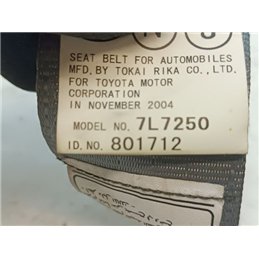 SEAT BELT FOR AUTOMOBILES
MFD. BY TOKAI RIKA CO., LTD.
FOR TOYOTA MOTOR
CORPORATION
IN NOVEMBER 2004
MODEL NO. 7L7250
ID. NO. 801712